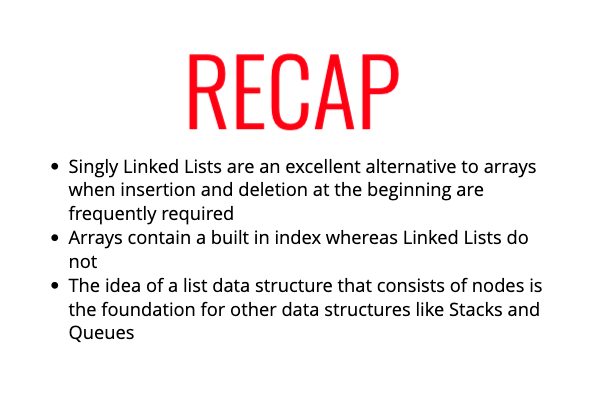 RECAP
• Singly Linked Lists are an excellent alternative to arrays
when insertion and deletion at the beginning are
frequently required
• Arrays contain a built in index whereas Linked Lists do
not
• The idea of a list data structure that consists of nodes is
the foundation for other data structures like Stacks and
Queues